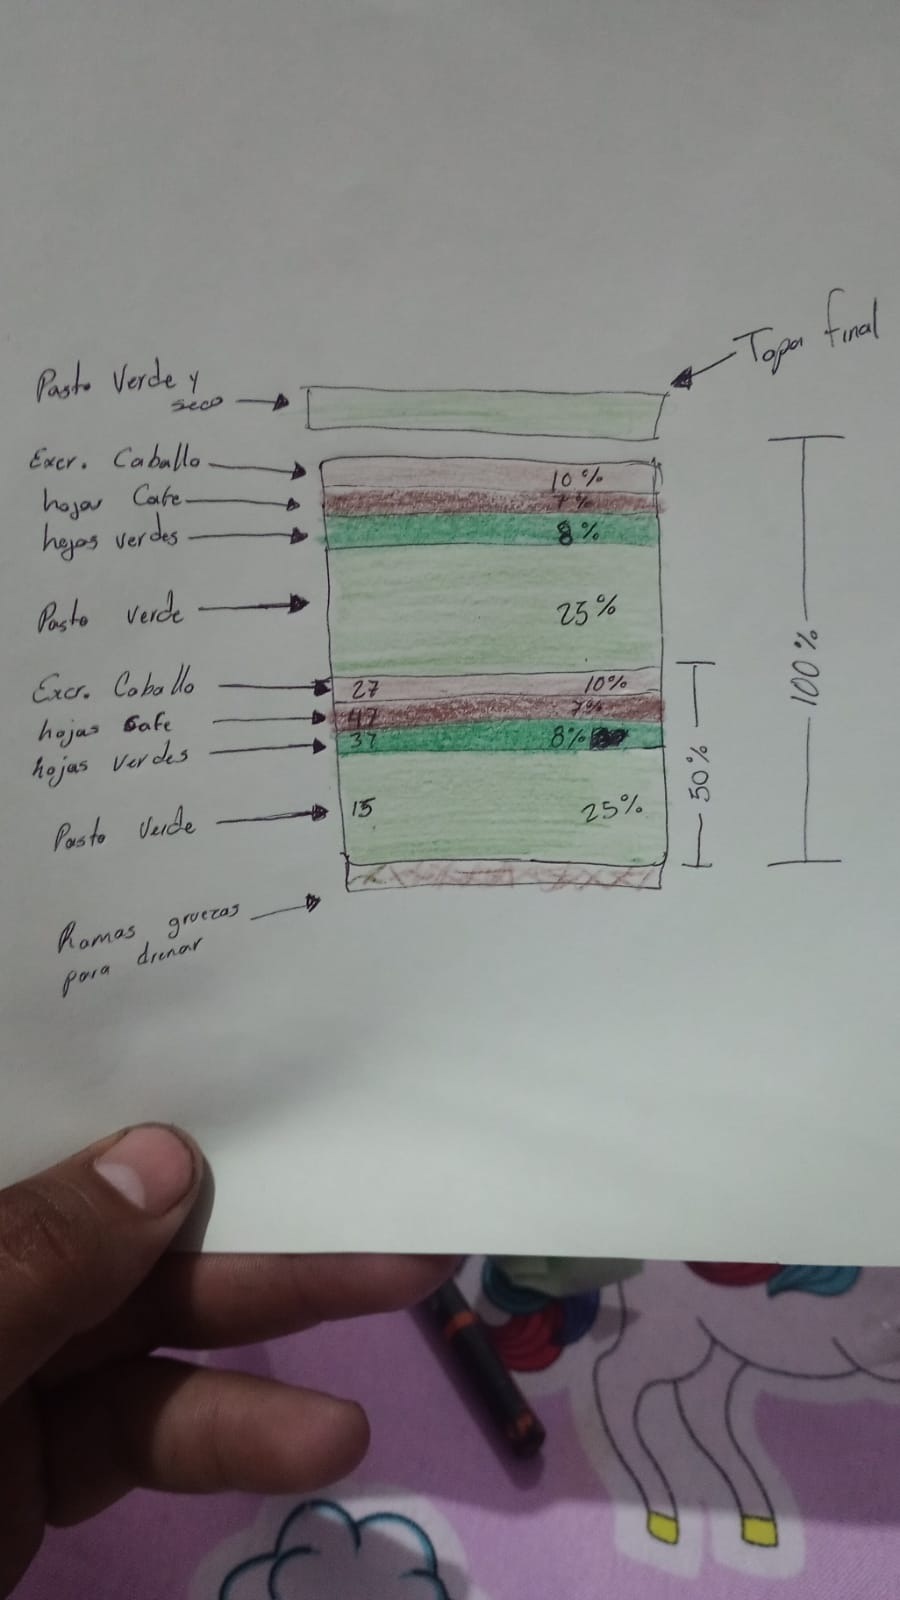 Tapa final
Pasto Verde y
seco
Excr. Caballo
10%
hojas Cafe
7%
hojas verdes
8%
Pasto verde
25%
Excr. Caballo
27
10%
hojas Cafe
47
7%
hojas verdes
37
8%
50%
100%
Pasto Verde
15
25%
Ramas gruezas
para drenar